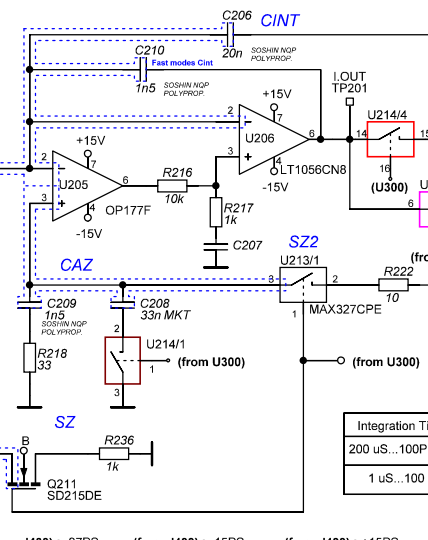 C206
CINT
20n
SOSHIN NQP
POLYPROP.
C210
Fast modes Cint
1n5
SOSHIN NQP
POLYPROP.
I.OUT
TP201
+15V
7
2
U206
3
6
4
-15V
LT1056CN8
U214/4
14
15
16
(U300)
6
+15V
7
2
U205
3
6
4
-15V
OP177F
R216
10k
R217
1k
C207
SZ2
U213/1
3
2
1
MAX327CPE
R222
10
CAZ
C209
1n5
SOSHIN NQP
POLYPROP.
C208
33n MKT
R218
33
2
U214/1
1
3
(from U300)
(from U300)
SZ
B
R236
1k
Q211
SD215DE
Integration Ti
200 uS...100P
1 uS...100